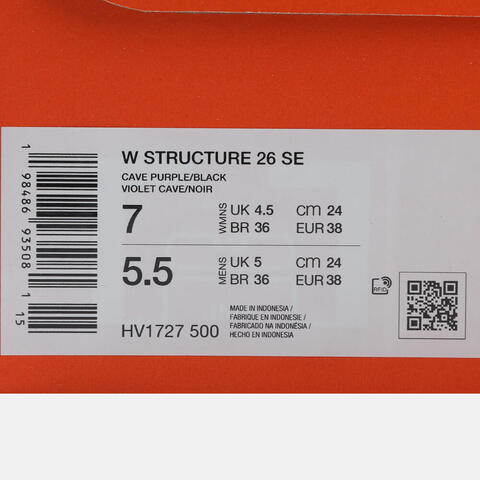 W STRUCTURE 26 SE
CAVE PURPLE/BLACK
VIOLET CAVE/NOIR
7 WMNS UK 4.5 cm 24
BR 36 EUR 38
5.5 MENS UK 5 cm 24
BR 36 EUR 38
RFID
HV1727 500
MADE IN INDONESIA /
FABRIQUE EN INDONESIE /
FABRICADO NA INDONÉSIA /
HECHO EN INDONESIA
1 98486 93508 1 15